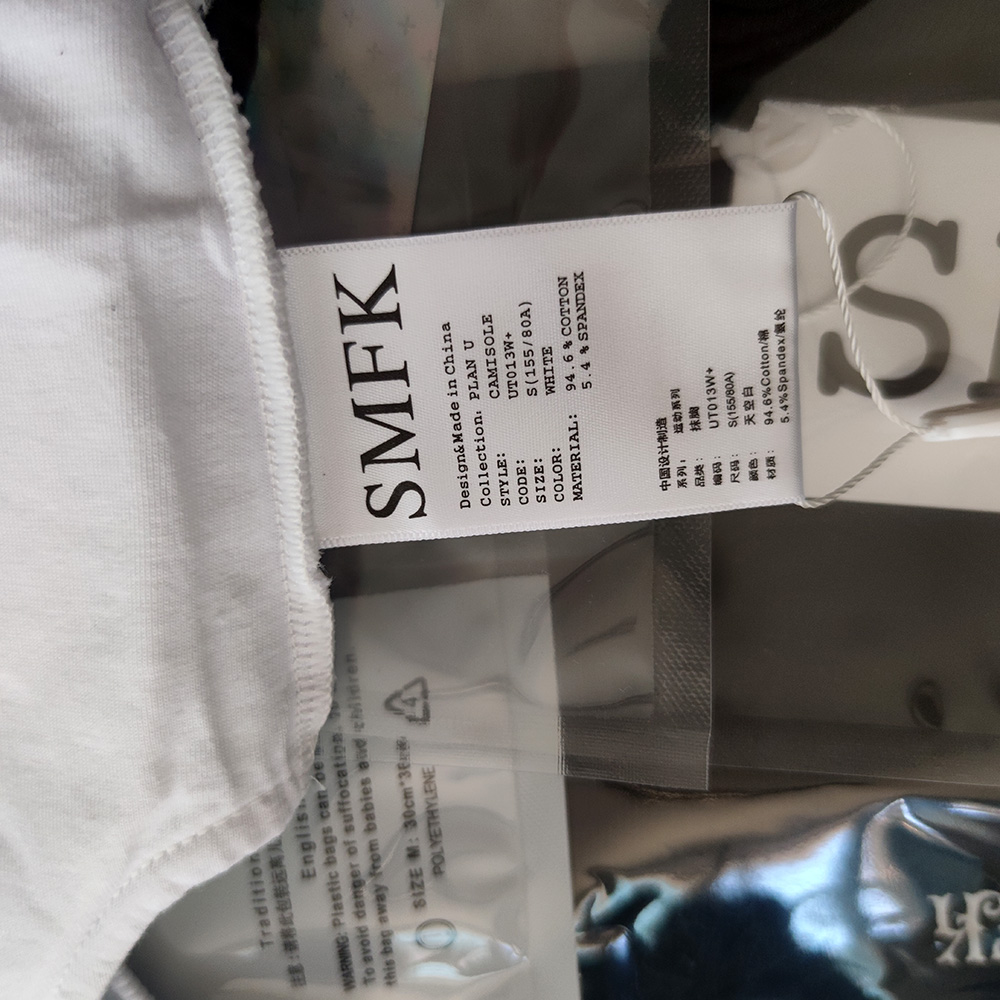 SMFK
Design&Made in China
Collection: PLAN U
STYLE: CAMISOLE
CODE: UT013W+
SIZE: S(155/80A)
COLOR: WHITE
MATERIAL: 94.6%COTTON
5.4%SPANDEX
中国设计制造
系列: 运动系列
品类: 抹胸
编码: UT013W+
尺码: S(155/80A)
颜色: 天空白
材质: 94.6%Cotton/棉
5.4%Spandex/氨纶
S
Tradition
English
WARNING: Plastic bags can be
To avoid danger of suffocation
this bag away from babies and children
SIZE M: 30cm*
POLYETHYLENE
4